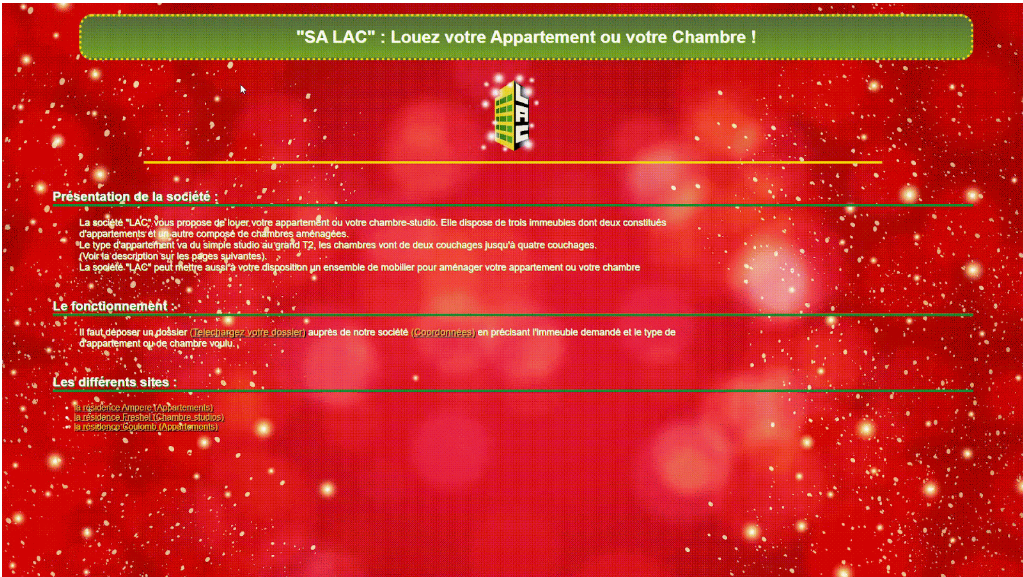 "SA LAC" : Louez votre Appartement ou votre Chambre !
LAC
Présentation de la société :
La société "LAC" vous propose de louer votre appartement ou votre chambre-studio. Elle dispose de trois immeubles dont deux constitués
d'appartements et un autre composé de chambres aménagées.
Le type d'appartement va du simple studio au grand T2, les chambres vont de deux couchages jusqu'à quatre couchages.
(Voir la description sur les pages suivantes).
La société "LAC" peut mettre aussi à votre disposition un ensemble de mobilier pour aménager votre appartement ou votre chambre
Le fonctionnement :
Il faut déposer un dossier (Telechargez votre dossier) auprès de notre société (Coordonnées) en précisant l'immeuble demandé et le type de
d'appartement ou de chambre voulu.
Les différents sites :
la résidence Ampere (Appartements)
la résidence Freshel (Chambre studios)
la résidence Coulomb (Appartements)